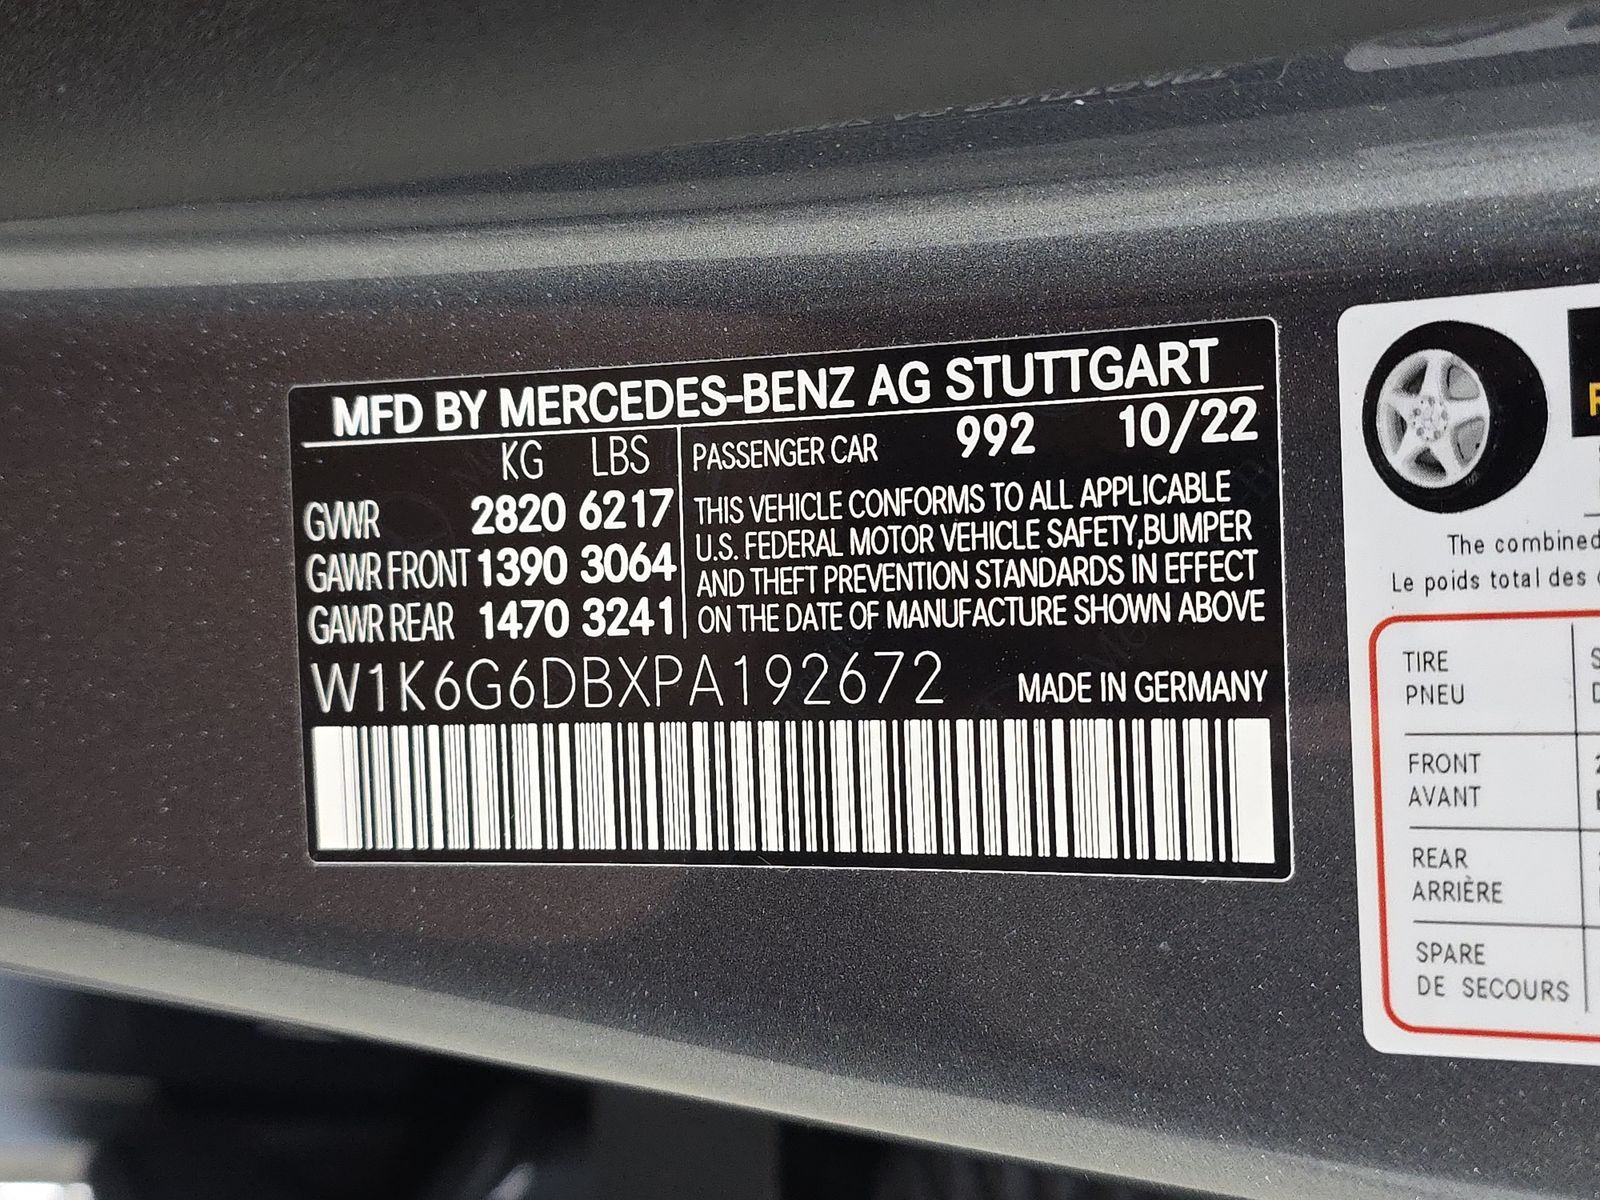 MFD BY MERCEDES-BENZ AG STUTTGART
KG LBS
GVWR 2820 6217
GAWR FRONT 1390 3064
GAWR REAR 1470 3241
PASSENGER CAR 992 10/22
THIS VEHICLE CONFORMS TO ALL APPLICABLE
U.S. FEDERAL MOTOR VEHICLE SAFETY,BUMPER
AND THEFT PREVENTION STANDARDS IN EFFECT
ON THE DATE OF MANUFACTURE SHOWN ABOVE
W1K6G6DBXPA192672 MADE IN GERMANY
The combined
Le poids total des
TIRE
PNEU
FRONT
AVANT
REAR
ARRIÈRE
SPARE
DE SECOURS